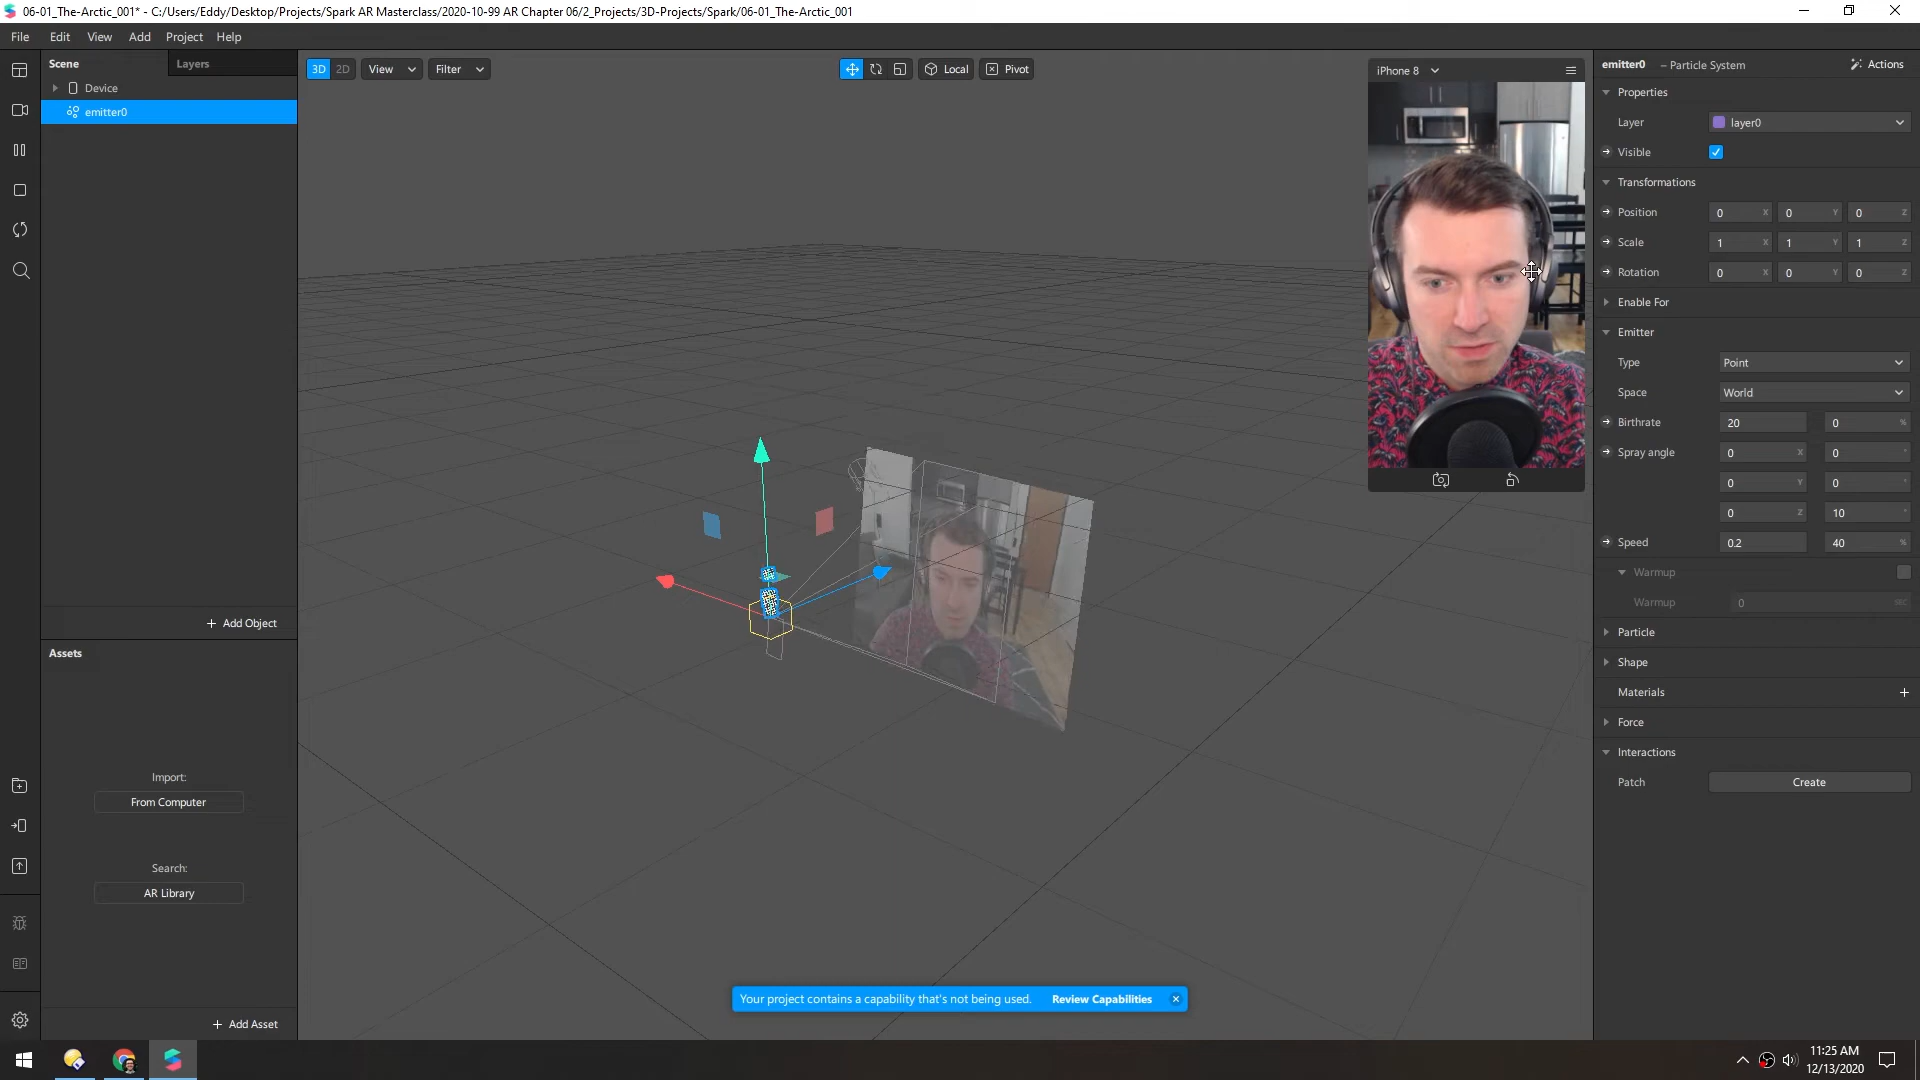 06-01_The-Arctic_001* - C:/Users/Eddy/Desktop/Projects/Spark AR Masterclass/2020-10-99 AR Chapter 06/2_Projects/3D-Projects/Spark/06-01_The-Arctic_001
File Edit View Add Project Help
Scene Layers
Device
emitter0
Add Object
Assets
Import:
From Computer
Search:
AR Library
Add Asset
3D 2D View Filter Local Pivot
iPhone 8
Your project contains a capability that's not being used. Review Capabilities
emitter0 – Particle System Actions
Properties
Layer layer0
Visible
Transformations
Position 0 X 0 Y 0 Z
Scale 1 X 1 Y 1 Z
Rotation 0 X 0 Y 0 Z
Enable For
Emitter
Type Point
Space World
Birthrate 20 0 %
Spray angle 0 X 0 °
0 Y 0 °
0 Z 10 °
Speed 0.2 40 %
Warmup
Warmup 0 SEC
Particle
Shape
Materials +
Force
Interactions
Patch Create
11:25 AM
12/13/2020